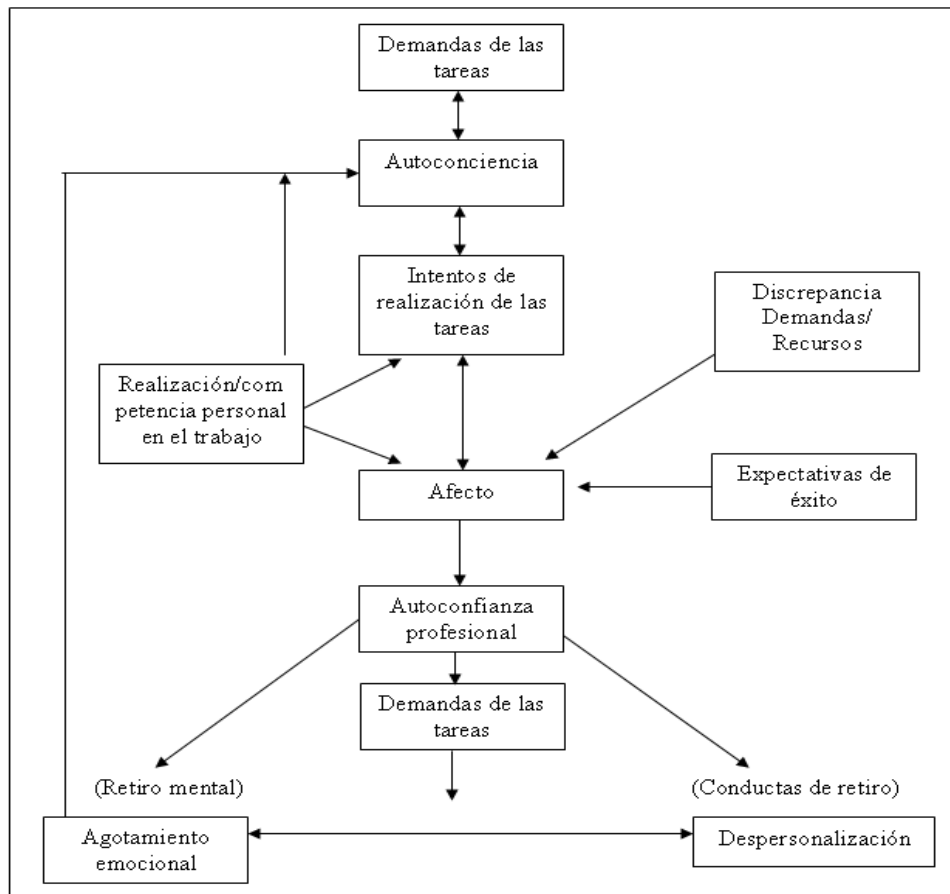 Demandas de las
tareas
Autoconciencia
Intentos de
realización de las
tareas
Discrepancia
Demandas/
Recursos
Realización/com
petencia personal
en el trabajo
Afecto
Expectativas de
éxito
Autoconfianza
profesional
Demandas de las
tareas
(Retiro mental)
(Conductas de retiro)
Agotamiento
emocional
Despersonalización